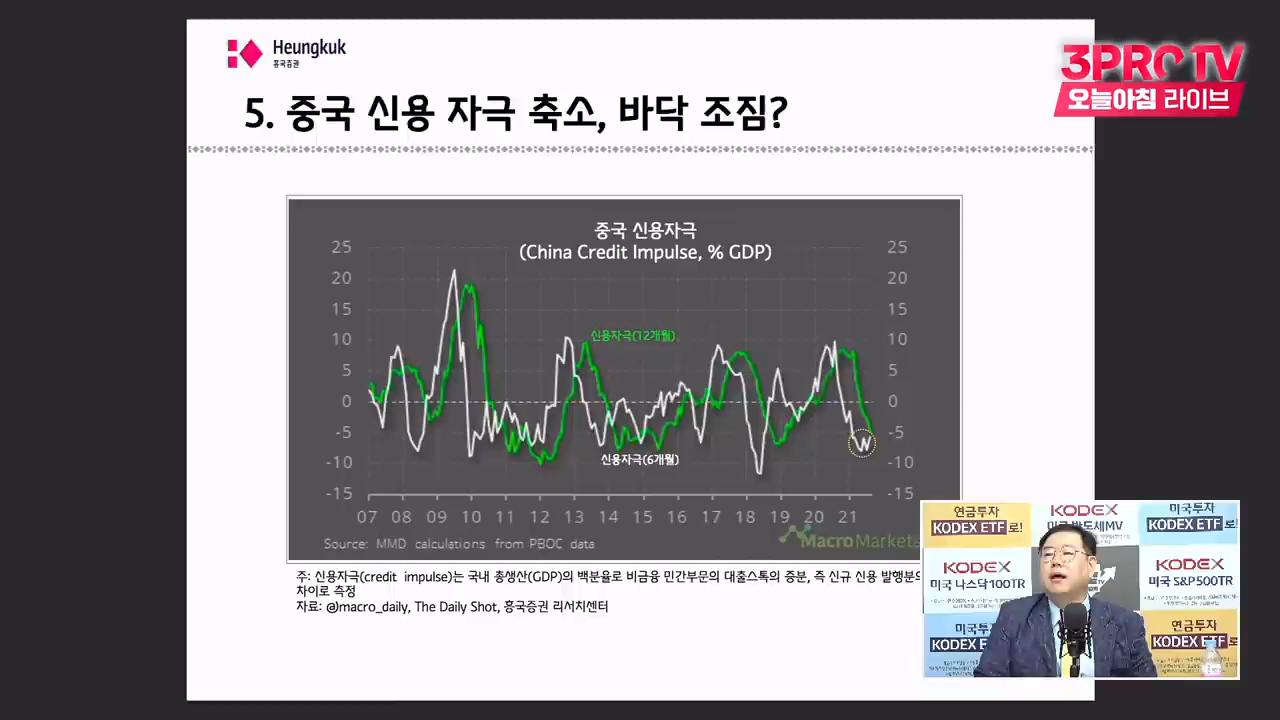 Heungkuk
흥국증권
3PRO TV
오늘아침 라이브
5. 중국 신용 자극 축소, 바닥 조짐?
중국 신용자극
(China Credit Impulse, % GDP)
25 25
20 20
15 15
10 10
5 5
0 0
-5 -5
-10 -10
-15 -15
신용자극(12개월)
신용자극(6개월)
07 08 09 10 11 12 13 14 15 16 17 18 19 20 21
Source: MMD calculations from PBOC data
MacroMarkets
주: 신용자극(credit impulse)는 국내 총생산(GDP)의 백분율로 비금융 민간부문의 대출스톡의 증분, 즉 신규 신용 발행분의
차이로 측정
자료: @macro_daily, The Daily Shot, 흥국증권 리서치센터
연금투자
KODEX ETF로!
KODEX
미국 반도체MV
미국투자
KODEX ETF로!
KODEX
미국 나스닥100TR
KODEX
미국 S&P500TR
미국투자
KODEX E
연금투자
KODEX ETF로